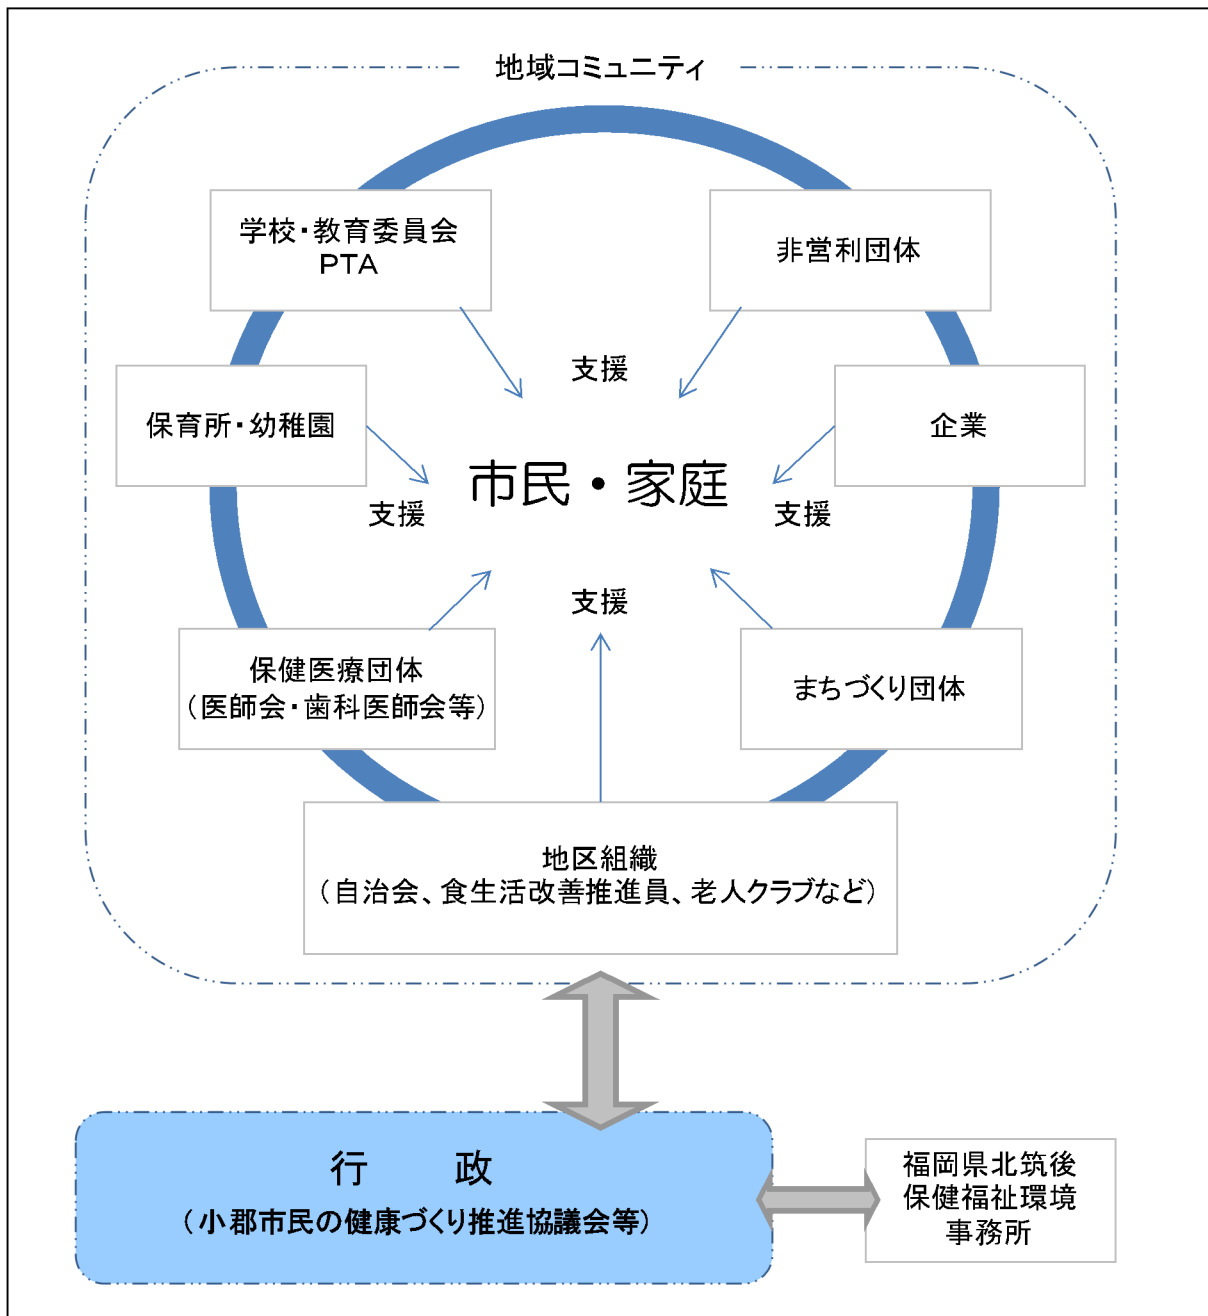 地域コミュニティ
学校・教育委員会
PTA
非営利団体
支援
保育所・幼稚園
企業
市民・家庭
支援
支援
支援
保健医療団体
（医師会・歯科医師会等）
まちづくり団体
地区組織
（自治会、食生活改善推進員、老人クラブなど）
行　　政
（小郡市民の健康づくり推進協議会等）
福岡県北筑後
保健福祉環境
事務所